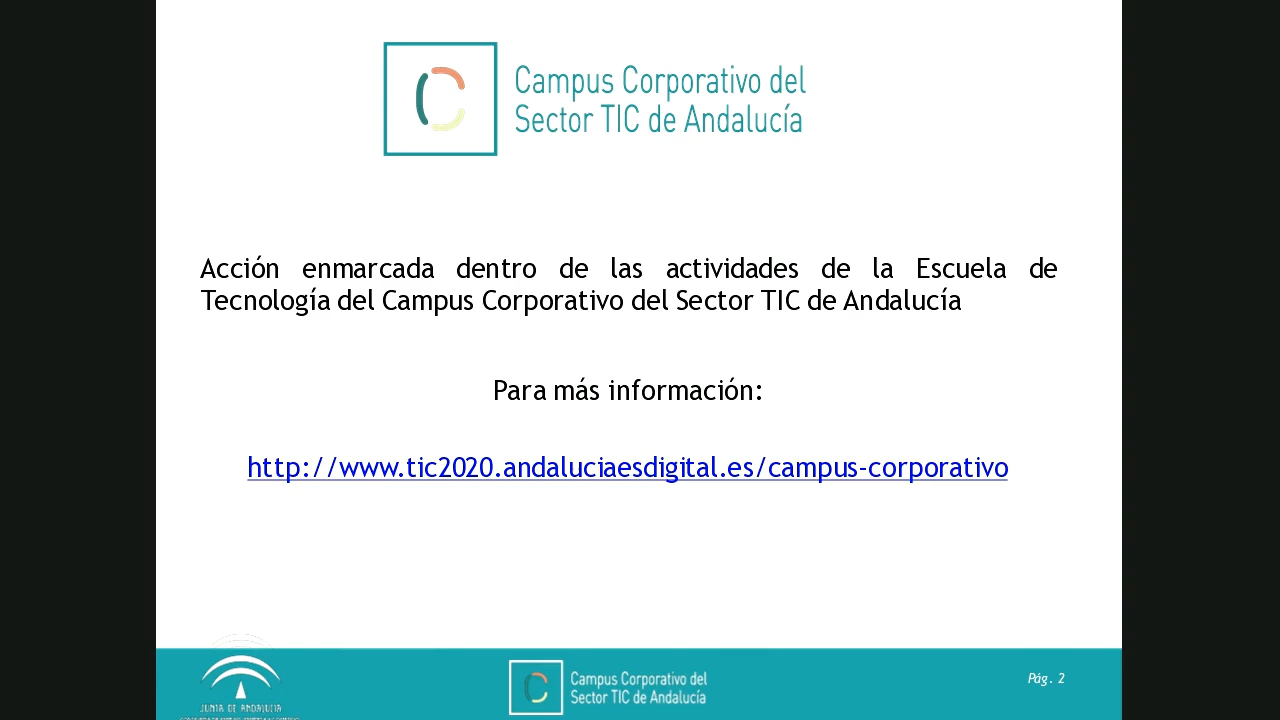 Campus Corporativo del
Sector TIC de Andalucía
Acción enmarcada dentro de las actividades de la Escuela de
Tecnología del Campus Corporativo del Sector TIC de Andalucía
Para más información:
http://www.tic2020.andaluciaesdigital.es/campus-corporativo
JUNTA DE ANDALUCIA
Campus Corporativo del
Sector TIC de Andalucía
Pág. 2